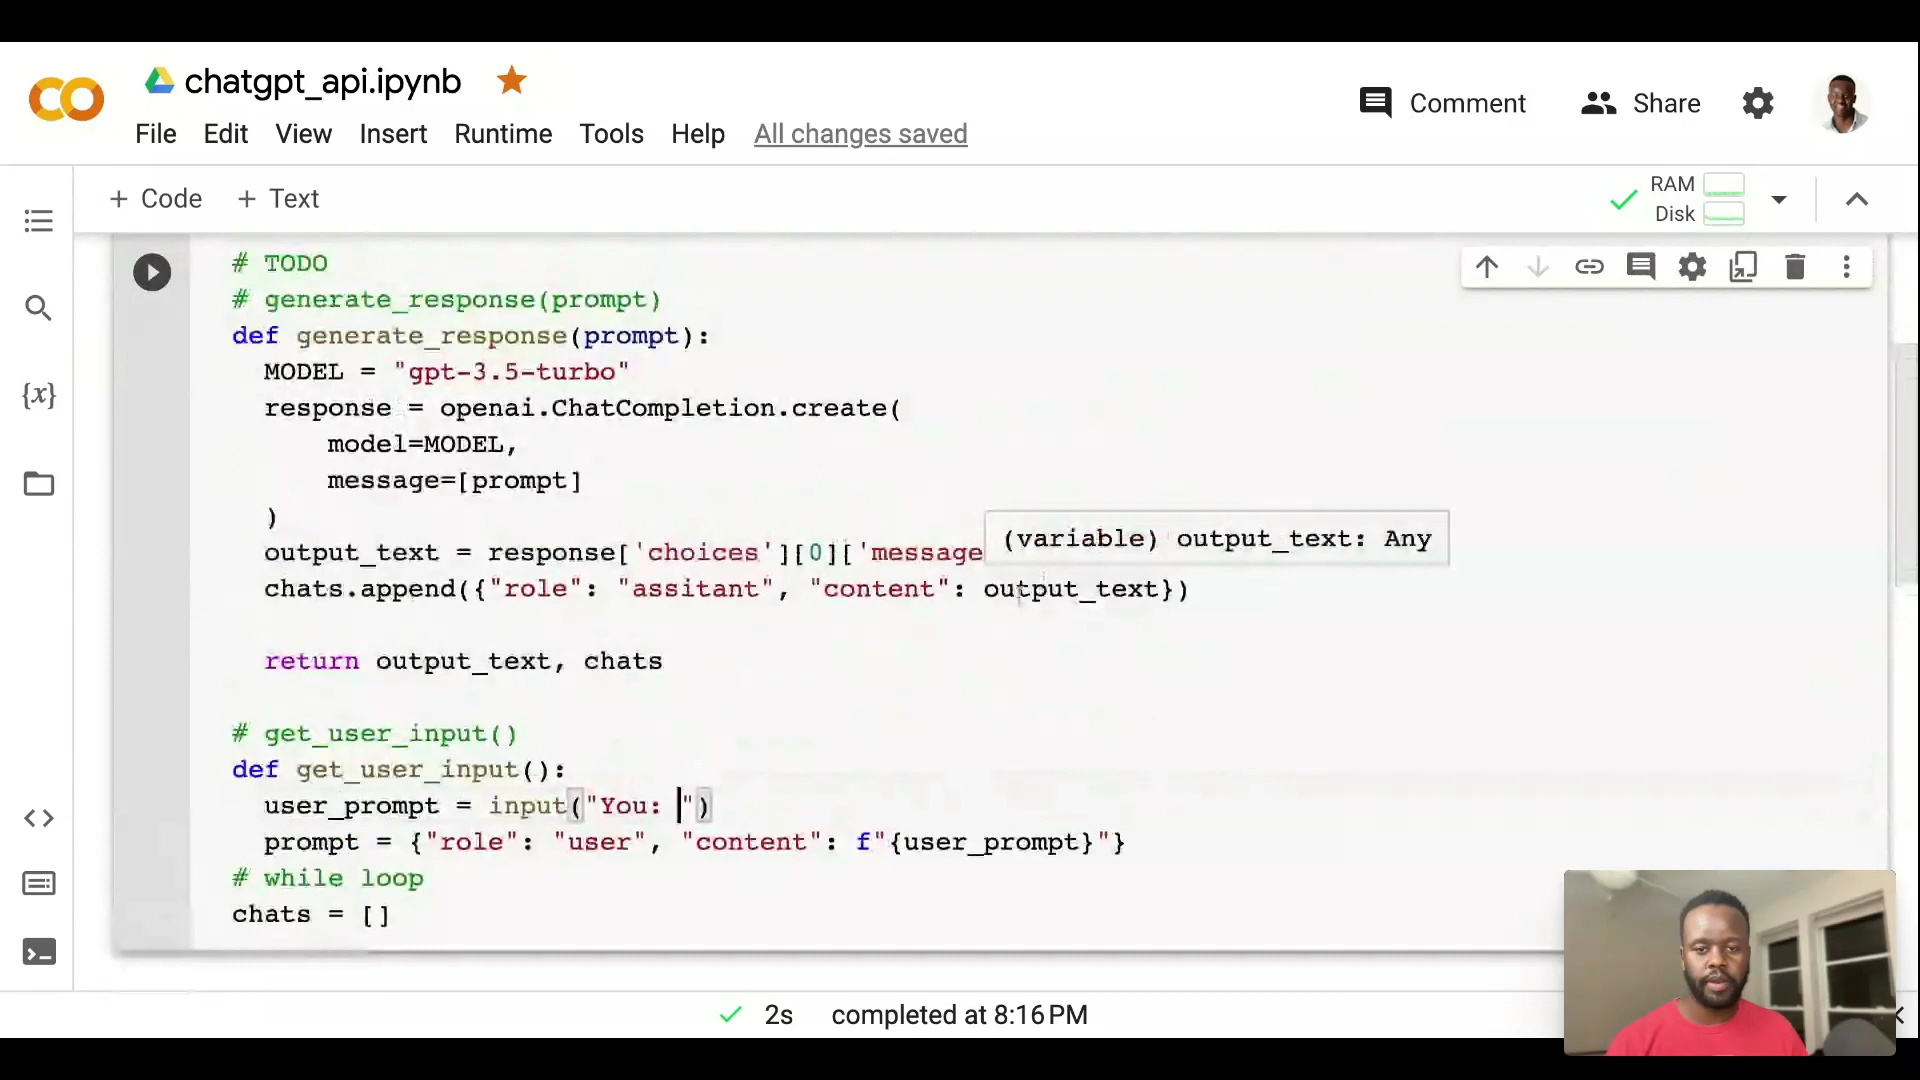 chatgpt_api.ipynb
File Edit View Insert Runtime Tools Help All changes saved
Comment
Share
+ Code + Text
RAM
Disk
# TODO
# generate_response(prompt)
def generate_response(prompt):
MODEL = "gpt-3.5-turbo"
response = openai.ChatCompletion.create(
model=MODEL,
message=[prompt]
)
output_text = response['choices'][0]['message
(variable) output_text: Any
chats.append({"role": "assitant", "content": output_text})
return output_text, chats
# get_user_input()
def get_user_input():
user_prompt = input("You: ")
prompt = {"role": "user", "content": f"{user_prompt}"}
# while loop
chats = []
{x}
<>
2s completed at 8:16 PM